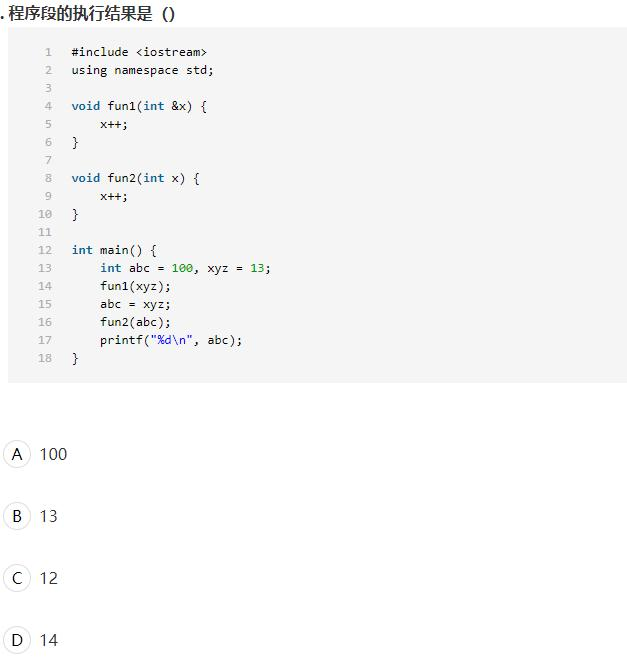 . 程序段的执行结果是 ()
1 #include <iostream>
2 using namespace std;
3
4 void fun1(int &x) {
5 x++;
6 }
7
8 void fun2(int x) {
9 x++;
10 }
11
12 int main() {
13 int abc = 100, xyz = 13;
14 fun1(xyz);
15 abc = xyz;
16 fun2(abc);
17 printf("%d\n", abc);
18 }
A 100
B 13
C 12
D 14